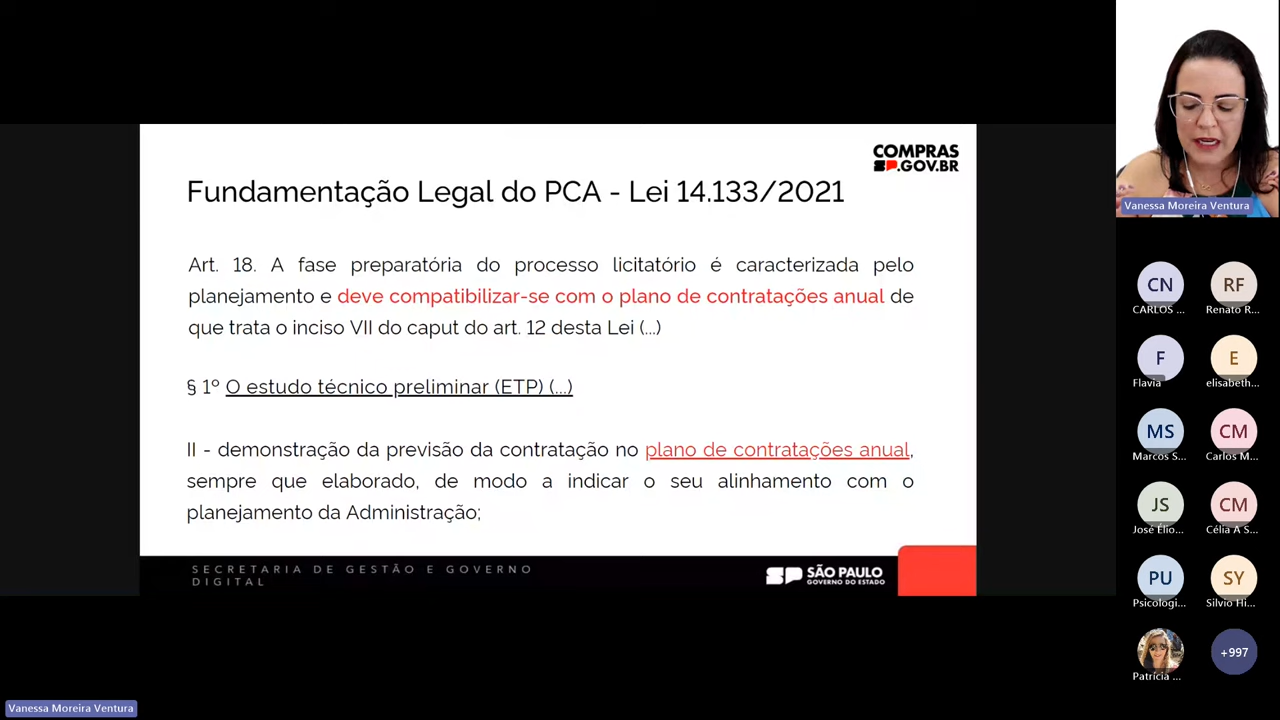 COMPRAS
SP.GOV.BR
Fundamentação Legal do PCA - Lei 14.133/2021
Art. 18. A fase preparatória do processo licitatório é caracterizada pelo
planejamento e deve compatibilizar-se com o plano de contratações anual de
que trata o inciso VII do caput do art. 12 desta Lei (...)
§ 1º O estudo técnico preliminar (ETP) (...)
II - demonstração da previsão da contratação no plano de contratações anual,
sempre que elaborado, de modo a indicar o seu alinhamento com o
planejamento da Administração;
SECRETARIA DE GESTÃO E GOVERNO
DIGITAL
SP SÃO PAULO
GOVERNO DO ESTADO
Vanessa Moreira Ventura
CN
RF
CARLOS ...
Renato R...
F
E
Flavia
elisabeth...
MS
CM
Marcos S...
Carlos M...
JS
CM
José Élio...
Célia A S...
PU
SY
Psicologi...
Silvio Hi...
+997
Patrícia ...
Vanessa Moreira Ventura